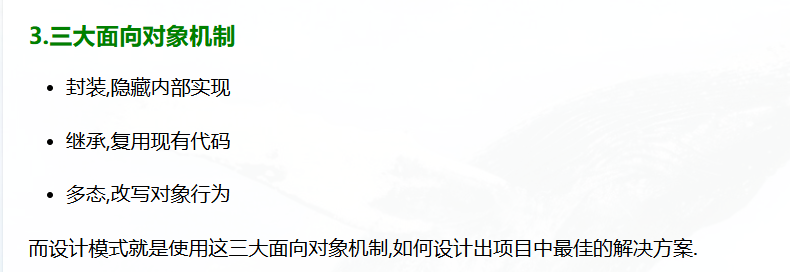 3.三大面向对象机制
封装,隐藏内部实现
继承,复用现有代码
多态,改写对象行为
而设计模式就是使用这三大面向对象机制,如何设计出项目中最佳的解决方案.